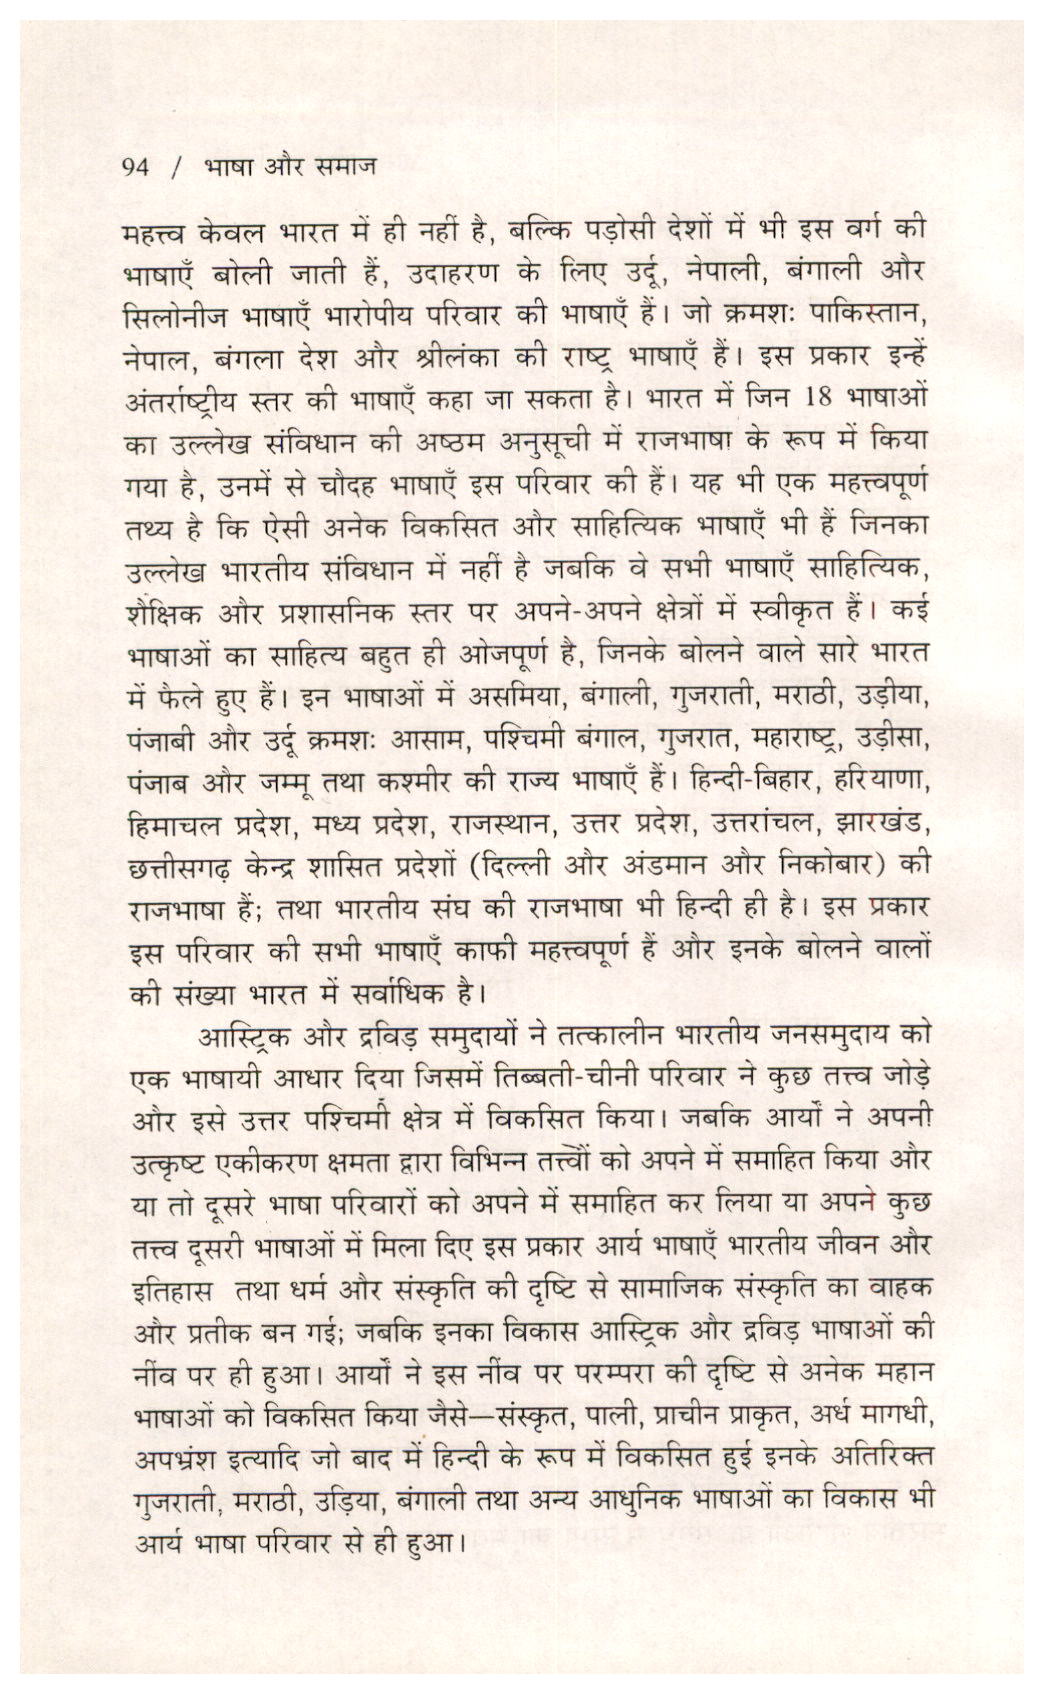 94 / भाषा और समाज
महत्त्व केवल भारत में ही नहीं है, बल्कि पड़ोसी देशों में भी इस वर्ग की
भाषाएँ बोली जाती हैं, उदाहरण के लिए उर्दू, नेपाली, बंगाली और
सिलोनीज भाषाएँ भारोपीय परिवार की भाषाएँ हैं। जो क्रमशः पाकिस्तान,
नेपाल, बंगला देश और श्रीलंका की राष्ट्र भाषाएँ हैं। इस प्रकार इन्हें
अंतर्राष्ट्रीय स्तर की भाषाएँ कहा जा सकता है। भारत में जिन 18 भाषाओं
का उल्लेख संविधान की अष्ठम अनुसूची में राजभाषा के रूप में किया
गया है, उनमें से चौदह भाषाएँ इस परिवार की हैं। यह भी एक महत्त्वपूर्ण
तथ्य है कि ऐसी अनेक विकसित और साहित्यिक भाषाएँ भी हैं जिनका
उल्लेख भारतीय संविधान में नहीं है जबकि वे सभी भाषाएँ साहित्यिक,
शैक्षिक और प्रशासनिक स्तर पर अपने-अपने क्षेत्रों में स्वीकृत हैं। कई
भाषाओं का साहित्य बहुत ही ओजपूर्ण है, जिनके बोलने वाले सारे भारत
में फैले हुए हैं। इन भाषाओं में असमिया, बंगाली, गुजराती, मराठी, उड़ीया,
पंजाबी और उर्दू क्रमशः आसाम, पश्चिमी बंगाल, गुजरात, महाराष्ट्र, उड़ीसा,
पंजाब और जम्मू तथा कश्मीर की राज्य भाषाएँ हैं। हिन्दी-बिहार, हरियाणा,
हिमाचल प्रदेश, मध्य प्रदेश, राजस्थान, उत्तर प्रदेश, उत्तरांचल, झारखंड,
छत्तीसगढ़ केन्द्र शासित प्रदेशों (दिल्ली और अंडमान और निकोबार) की
राजभाषा हैं; तथा भारतीय संघ की राजभाषा भी हिन्दी ही है। इस प्रकार
इस परिवार की सभी भाषाएँ काफी महत्त्वपूर्ण हैं और इनके बोलने वालों
की संख्या भारत में सर्वाधिक है।
आस्ट्रिक और द्रविड़ समुदायों ने तत्कालीन भारतीय जनसमुदाय को
एक भाषायी आधार दिया जिसमें तिब्बती-चीनी परिवार ने कुछ तत्त्व जोड़े
और इसे उत्तर पश्चिमी क्षेत्र में विकसित किया। जबकि आर्यों ने अपनी
उत्कृष्ट एकीकरण क्षमता द्वारा विभिन्न तत्त्वों को अपने में समाहित किया और
या तो दूसरे भाषा परिवारों को अपने में समाहित कर लिया या अपने कुछ
तत्त्व दूसरी भाषाओं में मिला दिए इस प्रकार आर्य भाषाएँ भारतीय जीवन और
इतिहास तथा धर्म और संस्कृति की दृष्टि से सामाजिक संस्कृति का वाहक
और प्रतीक बन गई; जबकि इनका विकास आस्ट्रिक और द्रविड़ भाषाओं की
नींव पर ही हुआ। आर्यों ने इस नींव पर परम्परा की दृष्टि से अनेक महान
भाषाओं को विकसित किया जैसे—संस्कृत, पाली, प्राचीन प्राकृत, अर्ध मागधी,
अपभ्रंश इत्यादि जो बाद में हिन्दी के रूप में विकसित हुई इनके अतिरिक्त
गुजराती, मराठी, उड़िया, बंगाली तथा अन्य आधुनिक भाषाओं का विकास भी
आर्य भाषा परिवार से ही हुआ।